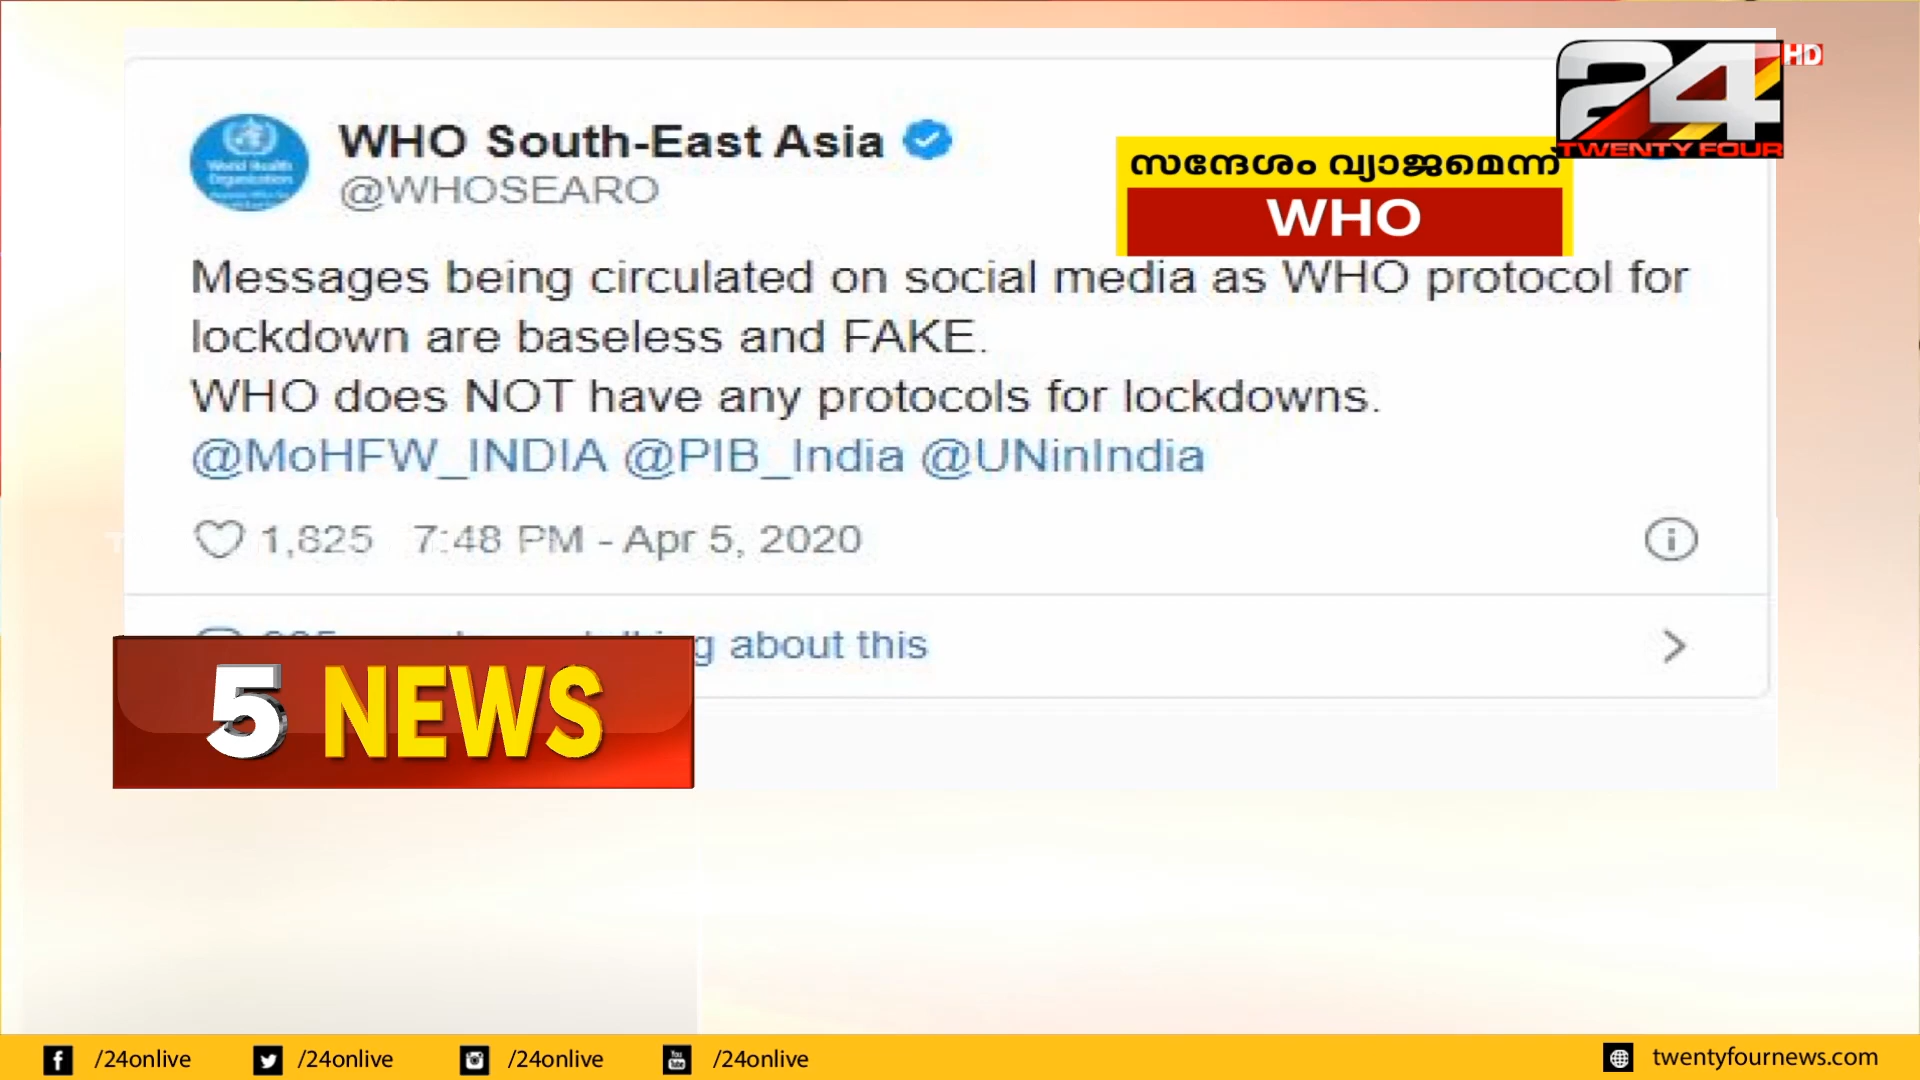 24
HD
TWENTY FOUR
WHO South-East Asia
@WHOSEARO
സന്ദേശം വ്യാജമെന്ന്
WHO
Messages being circulated on social media as WHO protocol for
lockdown are baseless and FAKE.
WHO does NOT have any protocols for lockdowns.
@MoHFW_INDIA @PIB_India @UNinIndia
1,825 7:48 PM - Apr 5, 2020
about this
5 NEWS
/24onlive /24onlive /24onlive /24onlive twentyfournews.com